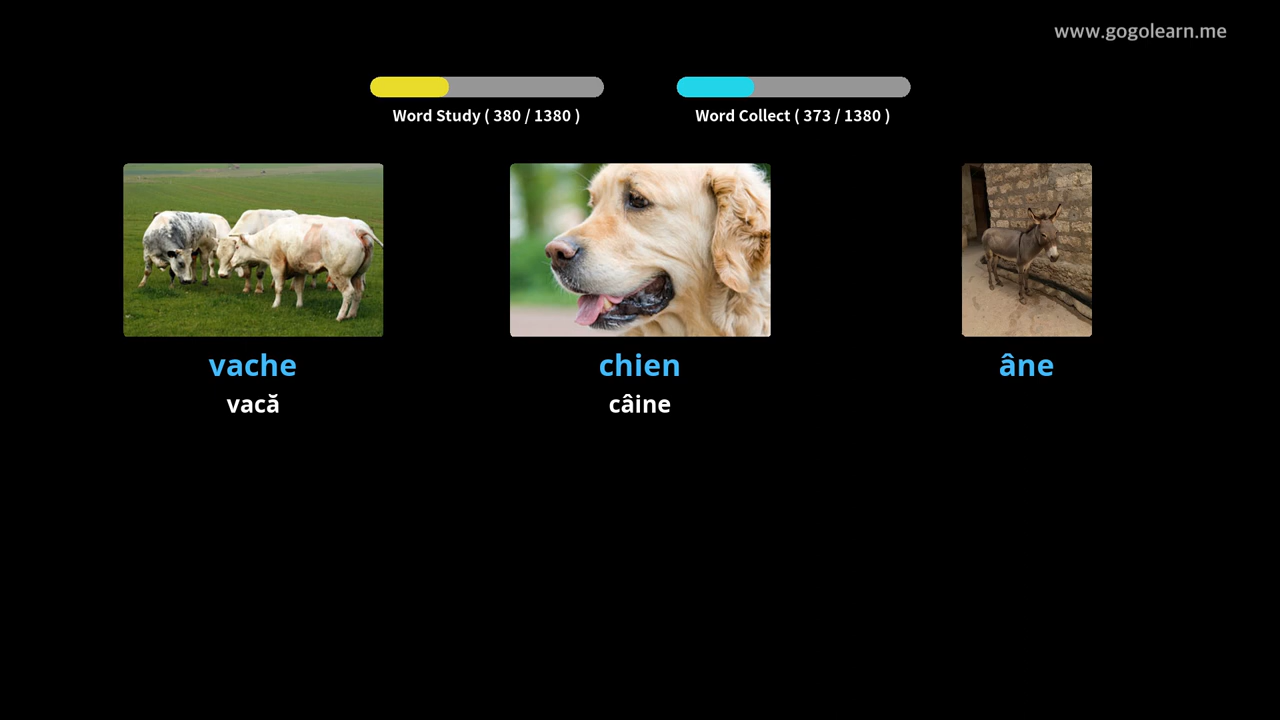 www.gogolearn.me
Word Study ( 380 / 1380 )
Word Collect ( 373 / 1380 )
vache
vacă
chien
câine
âne